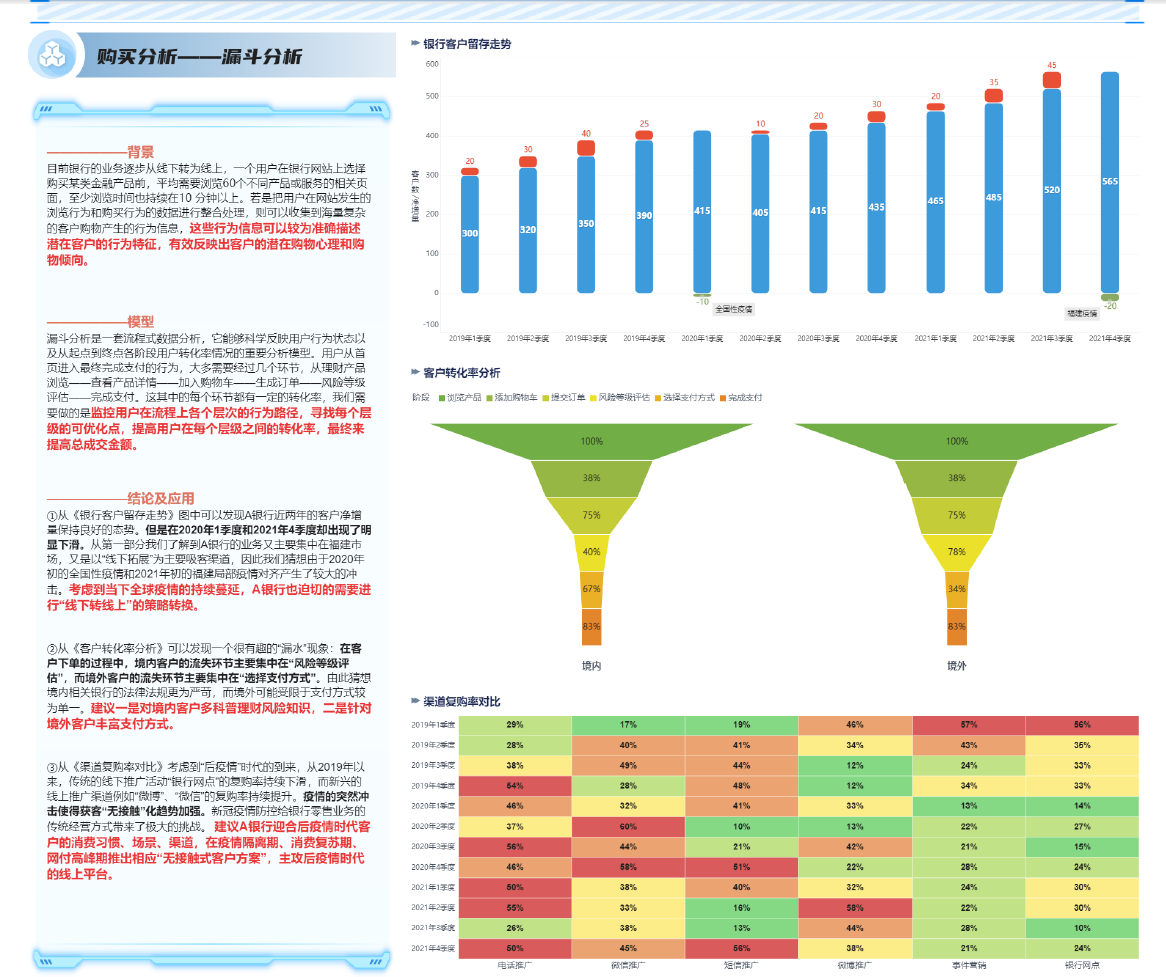 购买分析——漏斗分析
——————背景
目前银行的业务逐步从线下转为线上，一个用户在银行网站上选择
购买某类金融产品前，平均需要浏览60个不同产品或服务的相关页
面，至少浏览时间也持续在10 分钟以上。若是把用户在网站发生的
浏览行为和购买行为的数据进行整合处理，则可以收集到海量复杂
的客户购物产生的行为信息，这些行为信息可以较为准确描述
潜在客户的行为特征，有效反映出客户的潜在购物心理和购
物倾向。
——————模型
漏斗分析是一套流程式数据分析，它能够科学反映用户行为状态以
及从起点到终点各阶段用户转化率情况的重要分析模型。用户从首
页进入最终完成支付的行为，大多需要经过几个环节，从理财产品
浏览——查看产品详情——加入购物车——生成订单——风险等级
评估——完成支付。这其中的每个环节都有一定的转化率，我们需
要做的是监控用户在流程上各个层次的行为路径，寻找每个层
级的可优化点，提高用户在每个层级之间的转化率，最终来
提高总成交金额。
——————结论及应用
①从《银行客户留存走势》图中可以发现A银行近两年的客户净增
量保持良好的态势。但是在2020年1季度和2021年4季度却出现了明
显下滑。从第一部分我们了解到A银行的业务又主要集中在福建市
场，又是以“线下拓展”为主要吸客渠道，因此我们猜想由于2020年
初的全国性疫情和2021年初的福建局部疫情对齐产生了较大的冲
击。考虑到当下全球疫情的持续蔓延，A银行也迫切的需要进
行“线下转线上”的策略转换。
②从《客户转化率分析》可以发现一个很有趣的“漏水”现象：在客
户下单的过程中，境内客户的流失环节主要集中在“风险等级评
估”，而境外客户的流失环节主要集中在“选择支付方式”。由此猜想
境内相关银行的法律法规更为严苛，而境外可能受限于支付方式较
为单一。建议一是对境内客户多科普理财风险知识，二是针对
境外客户丰富支付方式。
③从《渠道复购率对比》考虑到“后疫情”时代的到来，从2019年以
来，传统的线下推广活动“银行网点”的复购率持续下滑，而新兴的
线上推广渠道例如“微博”、“微信”的复购率持续提升。疫情的突然冲
击使得获客“无接触”化趋势加强。新冠疫情防控给银行零售业务的
传统经营方式带来了极大的挑战。 建议A银行迎合后疫情时代客
户的消费习惯、场景、渠道，在疫情隔离期、消费复苏期、
网付高峰期推出相应“无接触式客户方案”，主攻后疫情时代
的线上平台。
银行客户留存走势
600
500
400
300
200
100
0
-100
20 30 40 25 10 20 30 20 35 45
300 320 350 390 415 405 415 435 465 485 520 565
-10 全国性疫情 福建疫情 -20
2019年1季度 2019年2季度 2019年3季度 2019年4季度 2020年1季度 2020年2季度 2020年3季度 2020年4季度 2021年1季度 2021年2季度 2021年3季度 2021年4季度
客户转化率分析
阶段 浏览产品 添加购物车 提交订单 风险等级评估 选择支付方式 完成支付
100% 100%
38% 38%
75% 75%
40% 78%
67% 34%
83% 83%
境内 境外
渠道复购率对比
2019年1季度 29% 17% 19% 46% 57% 56%
2019年2季度 28% 40% 41% 34% 43% 35%
2019年3季度 38% 49% 44% 12% 24% 33%
2019年4季度 54% 28% 48% 12% 34% 33%
2020年1季度 46% 32% 41% 33% 13% 14%
2020年2季度 37% 60% 10% 13% 22% 27%
2020年3季度 56% 44% 21% 42% 21% 15%
2020年4季度 46% 58% 51% 22% 28% 24%
2021年1季度 50% 38% 40% 32% 24% 30%
2021年2季度 55% 33% 16% 58% 22% 30%
2021年3季度 26% 38% 13% 44% 28% 10%
2021年4季度 50% 45% 56% 38% 21% 24%
电话推广 微信推广 短信推广 微博推广 事件营销 银行网点